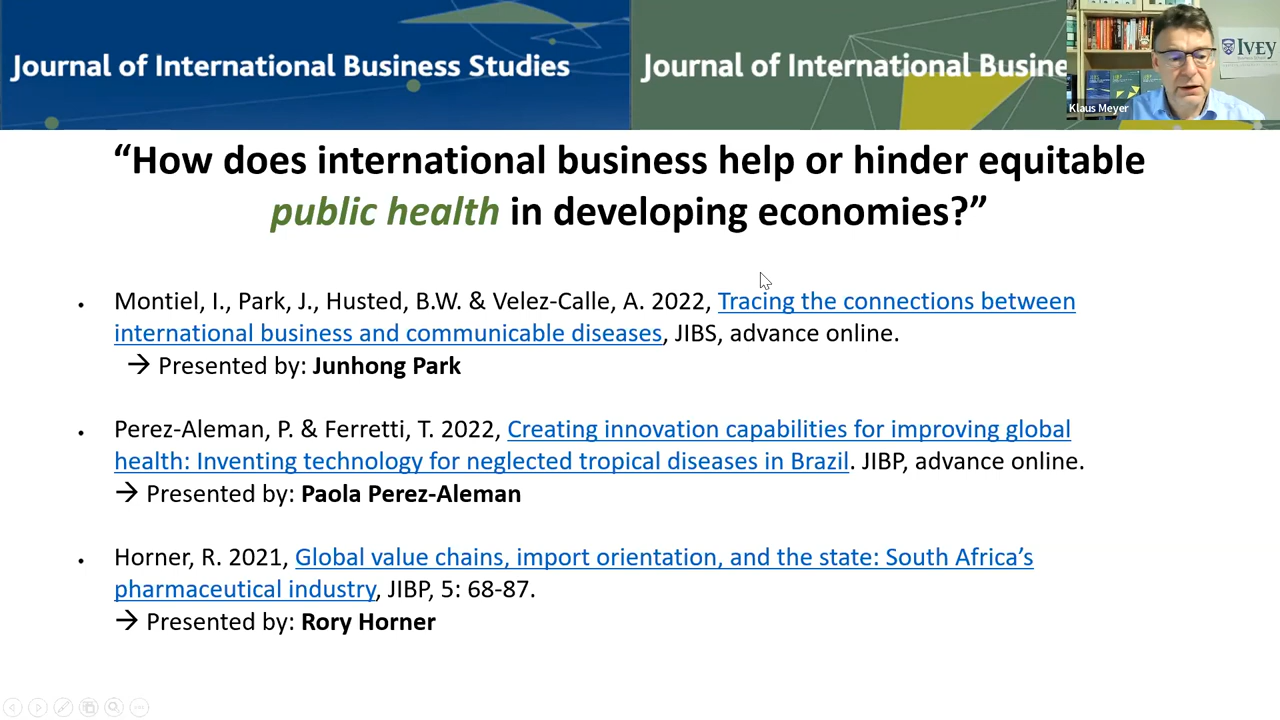 Journal of International Business Studies
Journal of International Busine
IVEY
Klaus Meyer
“How does international business help or hinder equitable
public health in developing economies?”
• Montiel, I., Park, J., Husted, B.W. & Velez-Calle, A. 2022, Tracing the connections between
international business and communicable diseases, JIBS, advance online.
→ Presented by: Junhong Park
• Perez-Aleman, P. & Ferretti, T. 2022, Creating innovation capabilities for improving global
health: Inventing technology for neglected tropical diseases in Brazil. JIBP, advance online.
→ Presented by: Paola Perez-Aleman
• Horner, R. 2021, Global value chains, import orientation, and the state: South Africa’s
pharmaceutical industry, JIBP, 5: 68-87.
→ Presented by: Rory Horner